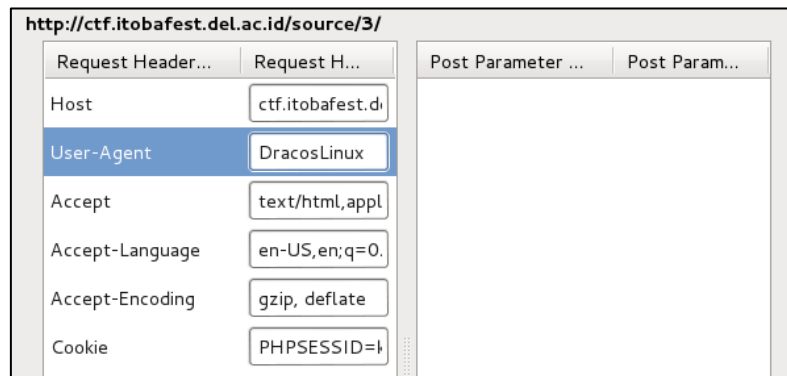 http://ctf.itobafest.del.ac.id/source/3/
Request Header... Request H... Post Parameter ... Post Param...
Host ctf.itobafest.d
User-Agent DracosLinux
Accept text/html,appl
Accept-Language en-US,en;q=0.
Accept-Encoding gzip, deflate
Cookie PHPSESSID=